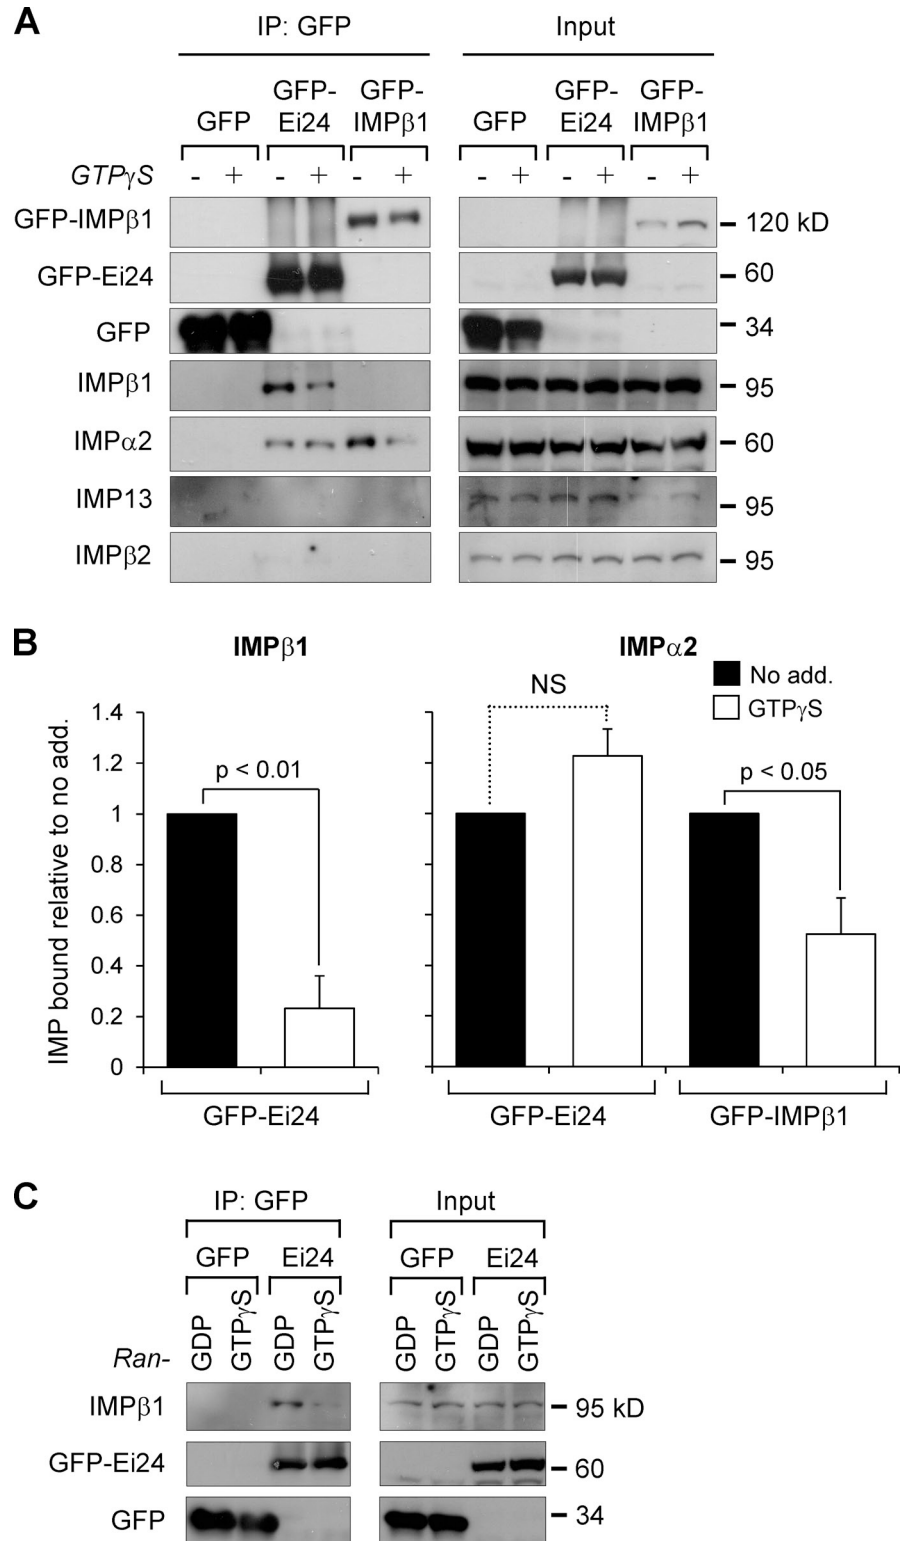 A
IP: GFP Input
GFP GFP-Ei24 GFP-IMPβ1 GFP GFP-Ei24 GFP-IMPβ1
GTPγS - + - + - + - + - + - +
GFP-IMPβ1 120 kD
GFP-Ei24 60
GFP 34
IMPβ1 95
IMPα2 60
IMP13 95
IMPβ2 95
B
IMPβ1 IMPα2
No add.
GTPγS
IMP bound relative to no add.
1.4
1.2
1
0.8
0.6
0.4
0.2
0
p < 0.01
NS
p < 0.05
GFP-Ei24 GFP-Ei24 GFP-IMPβ1
C
IP: GFP Input
GFP Ei24 GFP Ei24
Ran- GDP GTPγS GDP GTPγS GDP GTPγS GDP GTPγS
IMPβ1 95 kD
GFP-Ei24 60
GFP 34